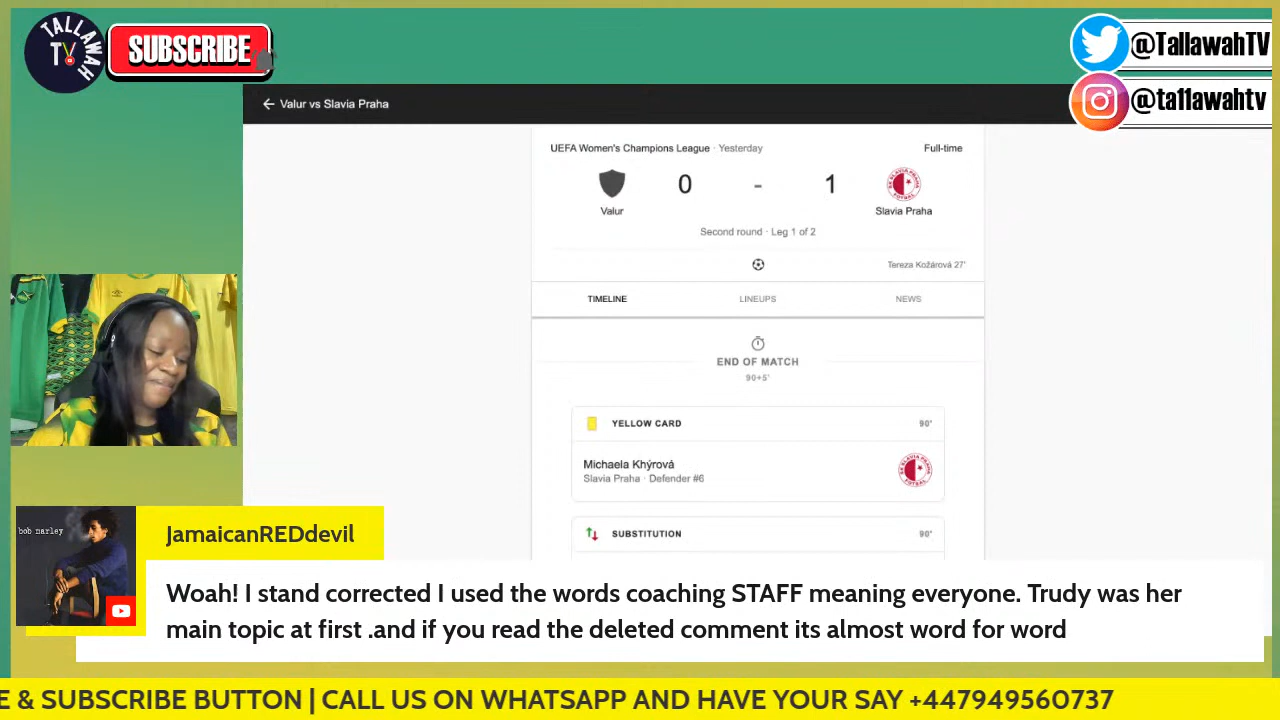 TALLAWAH
TV
SUBSCRIBE
@TallawahTV
@ta11awahtv
Valur vs Slavia Praha
UEFA Women's Champions League · Yesterday
Full-time
0 - 1
Valur
Slavia Praha
Second round · Leg 1 of 2
Tereza Kožárová 27'
TIMELINE
LINEUPS
NEWS
END OF MATCH
90+5'
YELLOW CARD
90'
Michaela Khýrová
Slavia Praha · Defender #6
SUBSTITUTION
90'
bob marley
JamaicanREDdevil
Woah! I stand corrected I used the words coaching STAFF meaning everyone. Trudy was her
main topic at first .and if you read the deleted comment its almost word for word
E & SUBSCRIBE BUTTON | CALL US ON WHATSAPP AND HAVE YOUR SAY +447949560737